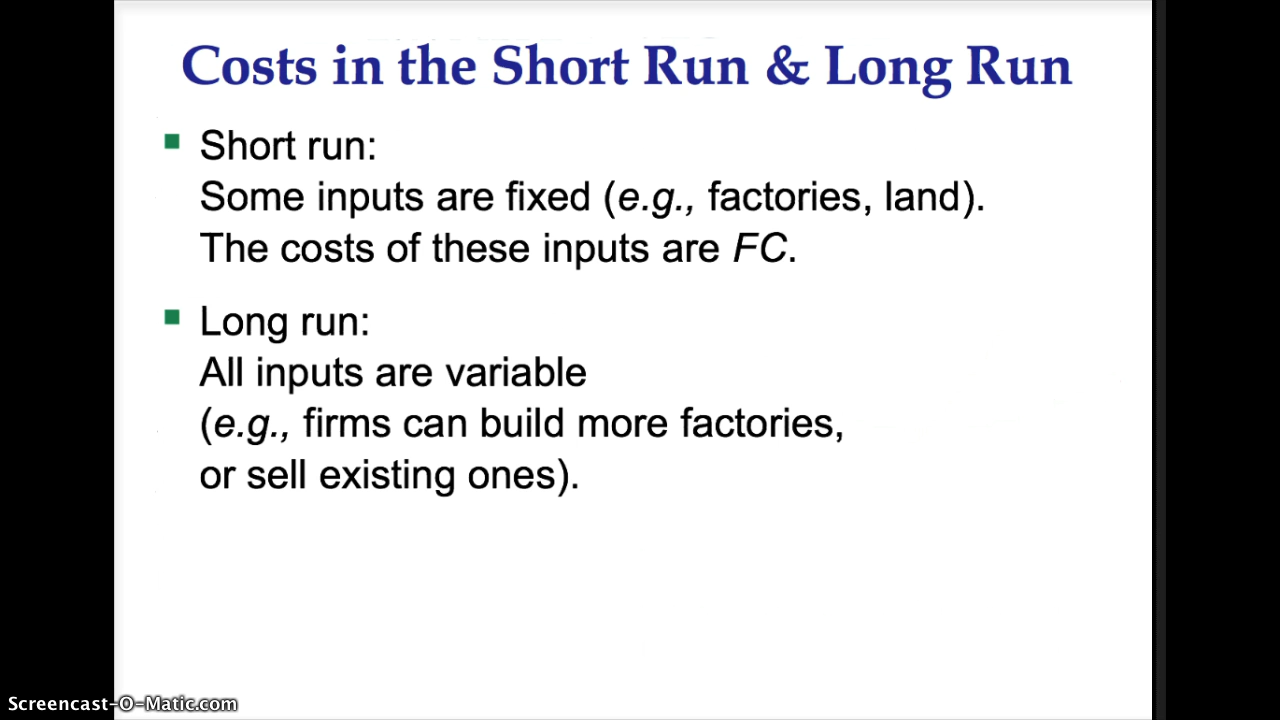 Costs in the Short Run & Long Run
Short run:
Some inputs are fixed (e.g., factories, land).
The costs of these inputs are FC.
Long run:
All inputs are variable
(e.g., firms can build more factories,
or sell existing ones).
Screencast-O-Matic.com